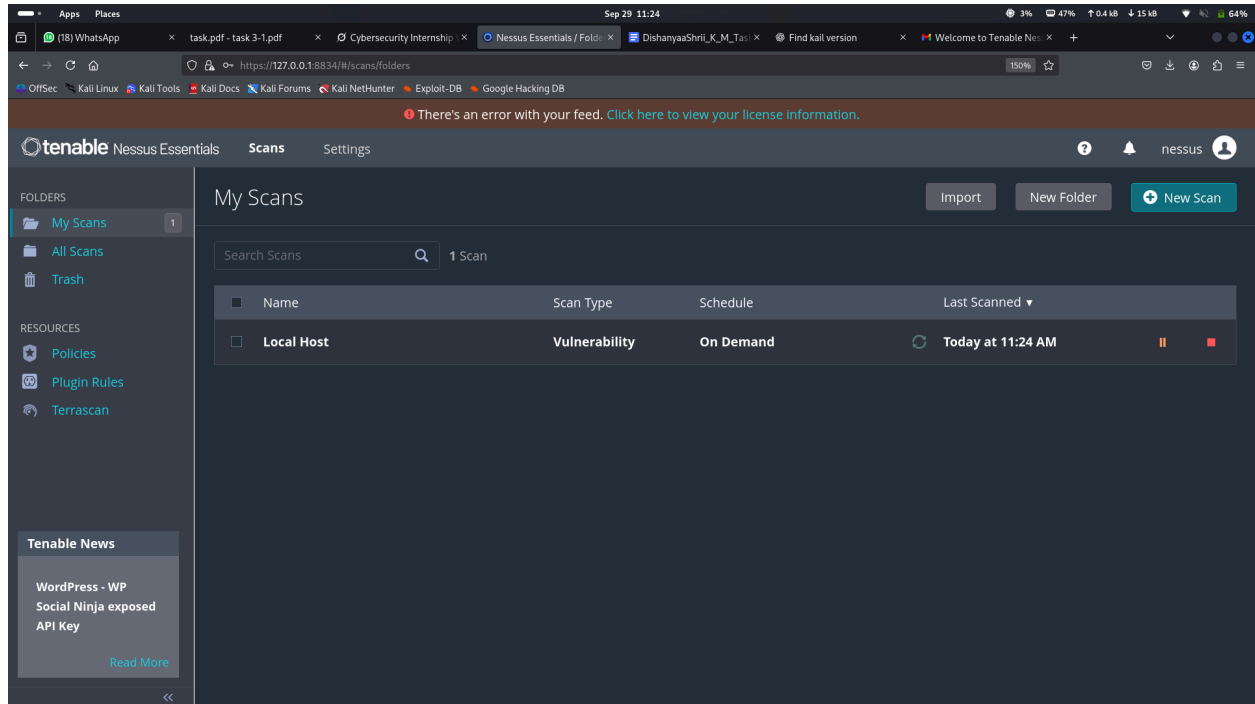 Apps Places Sep 29 11:24 3% 47% ↑ 0.4 kB ↓ 15 kB 64%
(18) WhatsApp × task.pdf - task 3-1.pdf × Cybersecurity Internship × Nessus Essentials / Folde × DishanyaaShrii_K_M_Tas × Find kail version × Welcome to Tenable Nes × +
https://127.0.0.1:8834/#/scans/folders 150%
OffSec Kali Linux Kali Tools Kali Docs Kali Forums Kali NetHunter Exploit-DB Google Hacking DB
There's an error with your feed. Click here to view your license information.
tenable Nessus Essentials Scans Settings nessus
FOLDERS
My Scans 1
All Scans
Trash
RESOURCES
Policies
Plugin Rules
Terrascan
Tenable News
WordPress - WP
Social Ninja exposed
API Key
Read More
«
My Scans Import New Folder New Scan
Search Scans 1 Scan
Name Scan Type Schedule Last Scanned ▼
Local Host Vulnerability On Demand Today at 11:24 AM